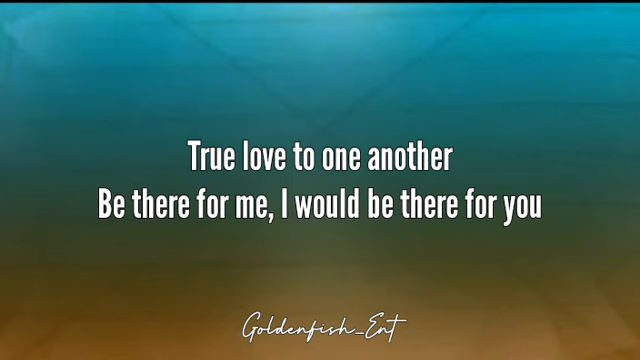 True love to one another
Be there for me, I would be there for you
Goldenfish_Ent